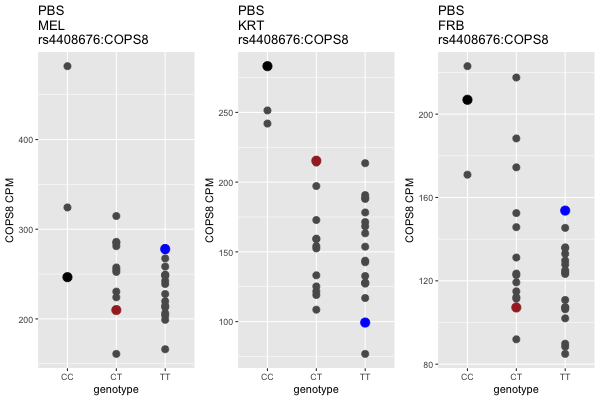 PBS
MEL
rs4408676:COPS8
COPS8 CPM
400
300
200
CC
CT
TT
genotype
PBS
KRT
rs4408676:COPS8
COPS8 CPM
250
200
150
100
CC
CT
TT
genotype
PBS
FRB
rs4408676:COPS8
COPS8 CPM
200
160
120
80
CC
CT
TT
genotype